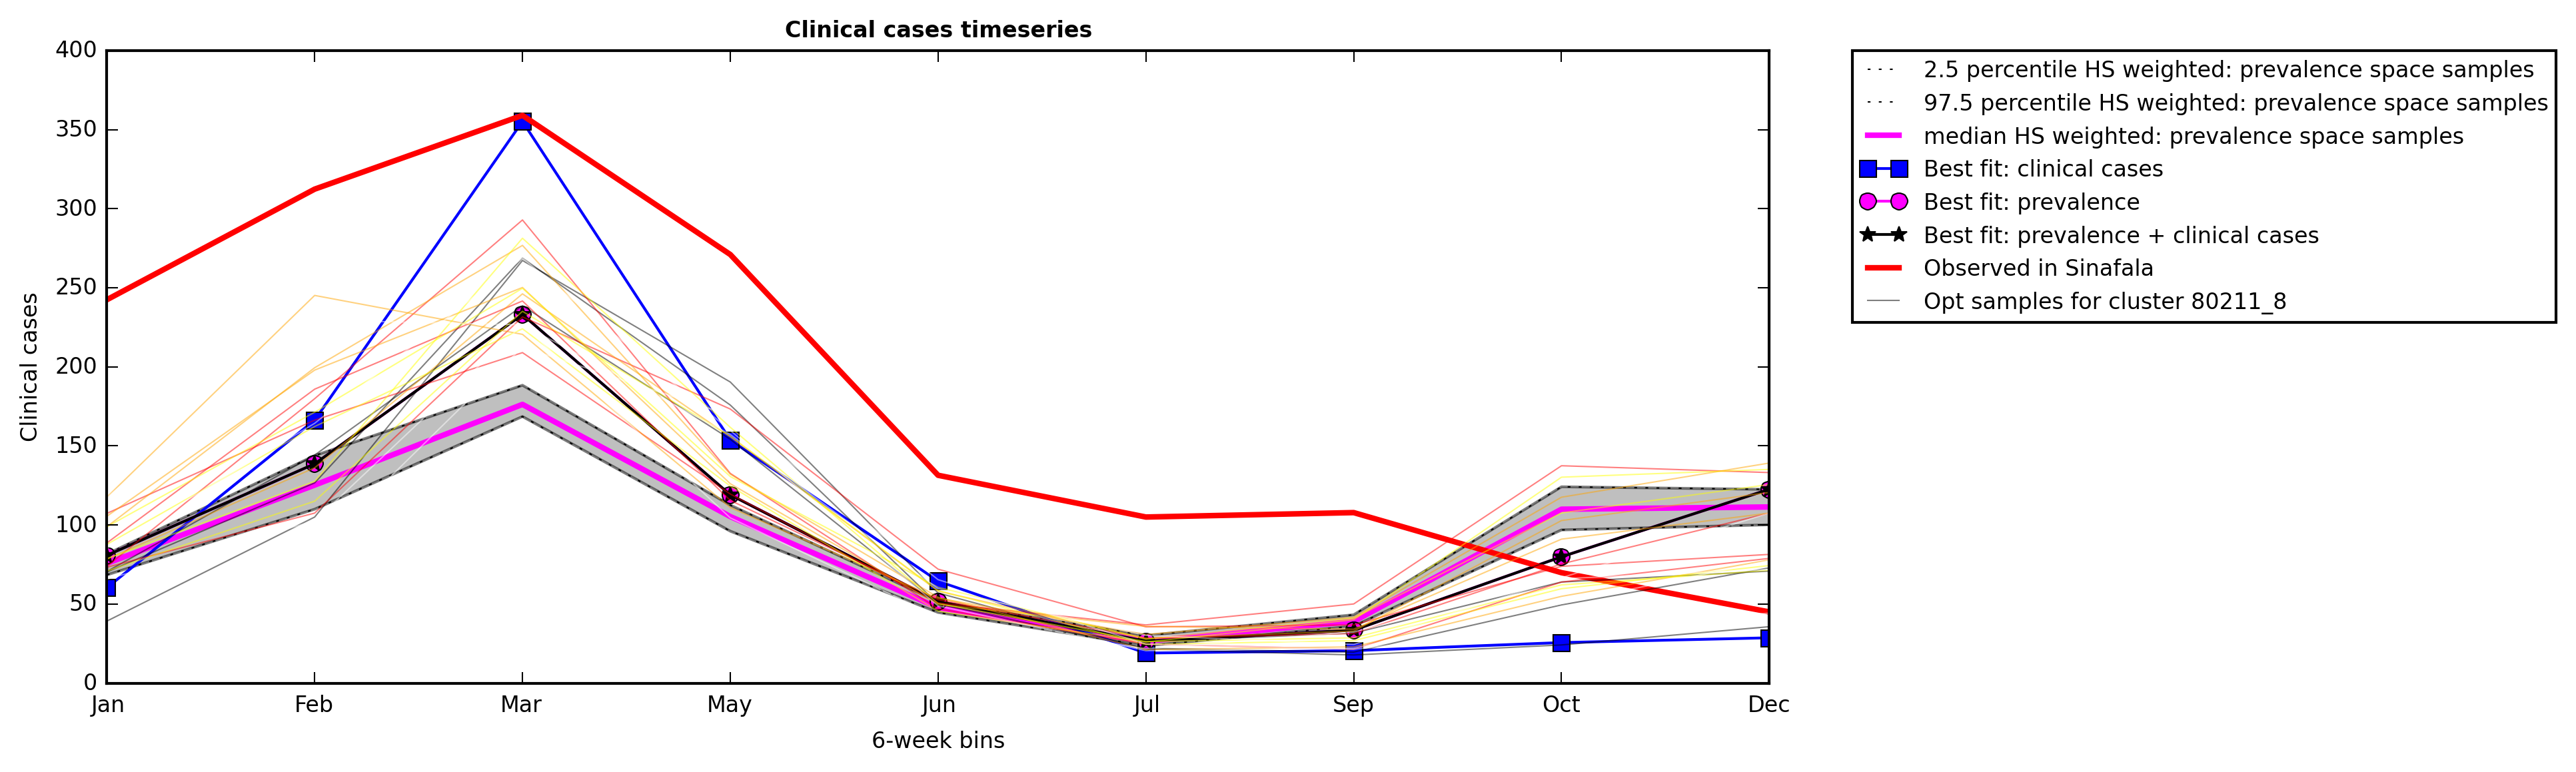 Clinical cases timeseries
400
350
300
250
200
150
100
50
0
Clinical cases
Jan Feb Mar May Jun Jul Sep Oct Dec
6-week bins
2.5 percentile HS weighted: prevalence space samples
97.5 percentile HS weighted: prevalence space samples
median HS weighted: prevalence space samples
Best fit: clinical cases
Best fit: prevalence
Best fit: prevalence + clinical cases
Observed in Sinafala
Opt samples for cluster 80211_8